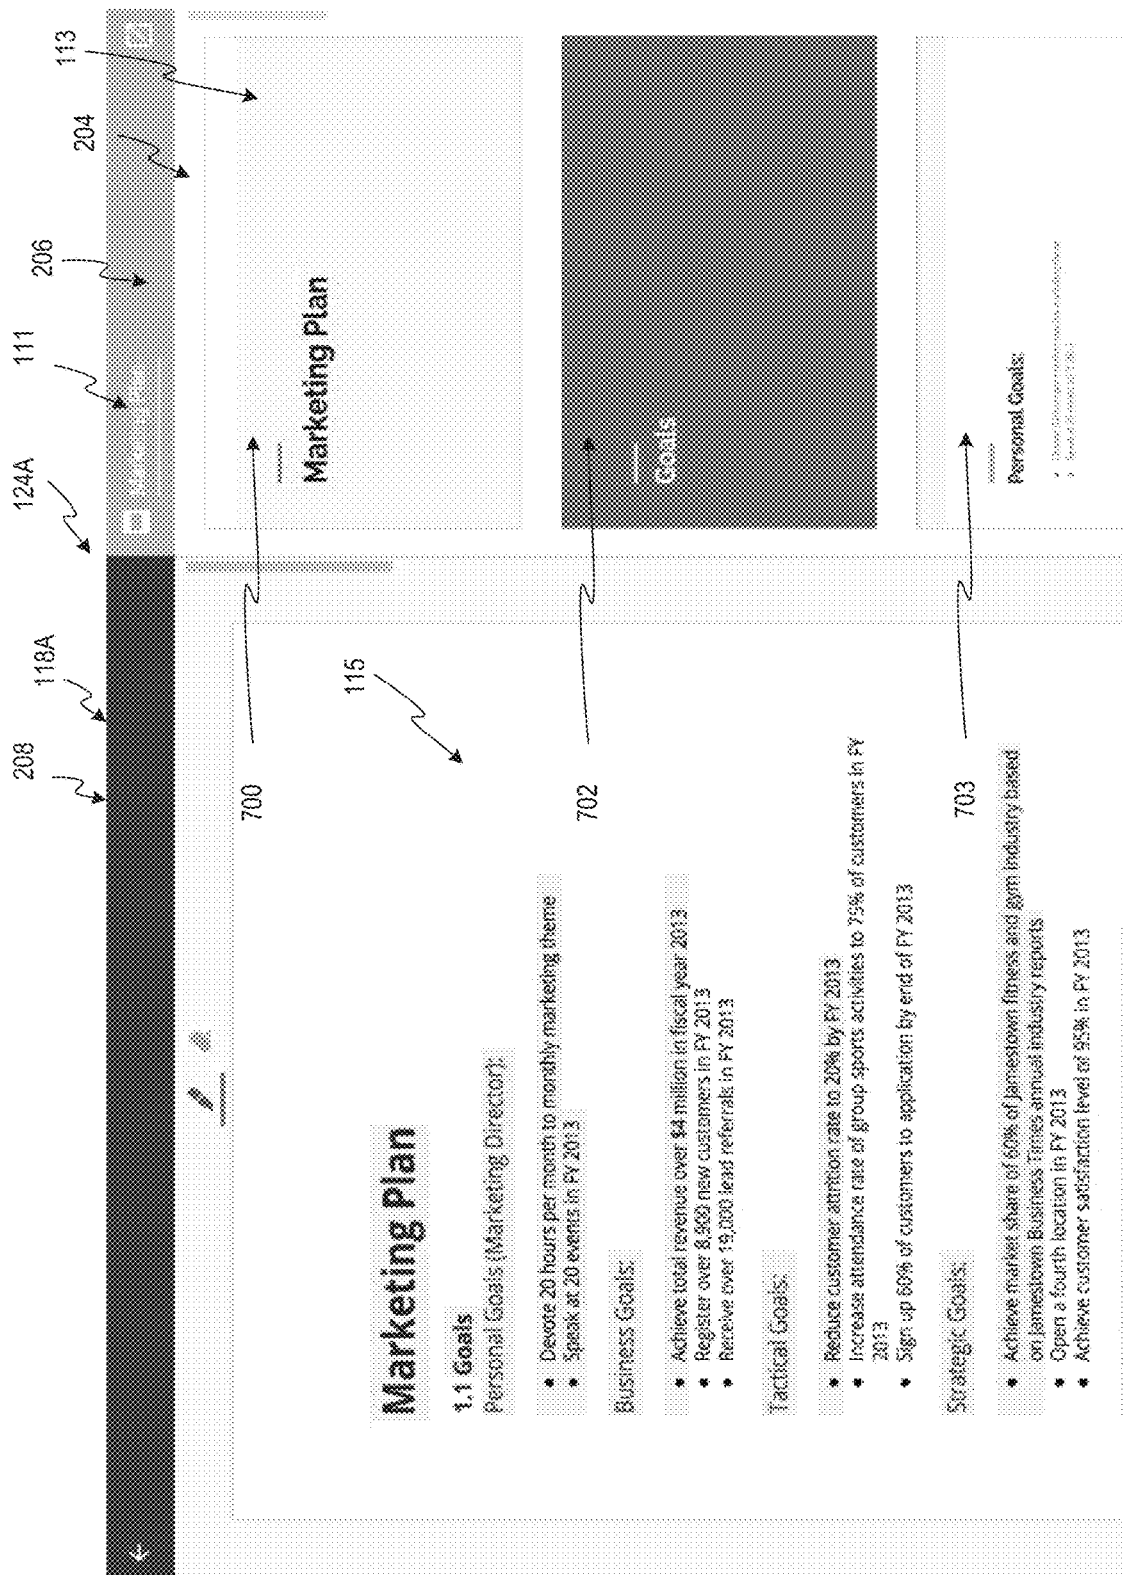 208
118A
124A
111
206
204
113
Marketing Plan
1.1 Goals
Personal Goals (Marketing Director):
• Devote 20 hours per month to monthly marketing theme
• Speak at 20 events in FY 2013
Business Goals:
• Achieve total revenue over $4 million in fiscal year 2013
• Register over 8,900 new customers in FY 2013
• Receive over 19,000 lead referrals in FY 2013
Tactical Goals:
• Reduce customer attrition rate to 20% by FY 2013
• Increase attendance rate of group sports activities to 75% of customers in FY
2013
• Sign up 60% of customers to application by end of FY 2013
Strategic Goals:
• Achieve market share of 60% of Jamestown fitness and gym industry based
on Jamestown Business Times annual industry reports
• Open a fourth location in FY 2013
• Achieve customer satisfaction level of 95% in FY 2013
700
115
702
703
Marketing Plan
Goals
Personal Goals: